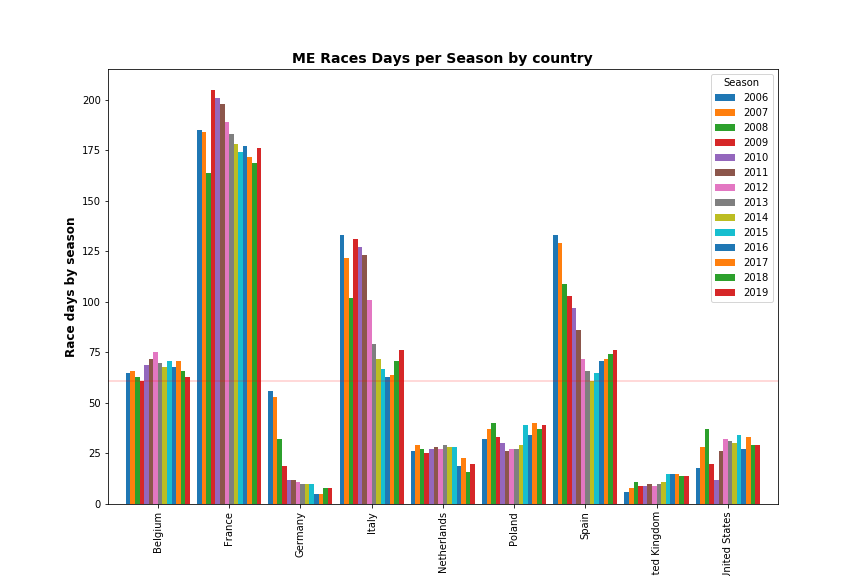 ME Races Days per Season by country
Season
2006
2007
2008
2009
2010
2011
2012
2013
2014
2015
2016
2017
2018
2019
Race days by season
200
175
150
125
100
75
50
25
0
Belgium
France
Germany
Italy
Netherlands
Poland
Spain
ted Kingdom
United States